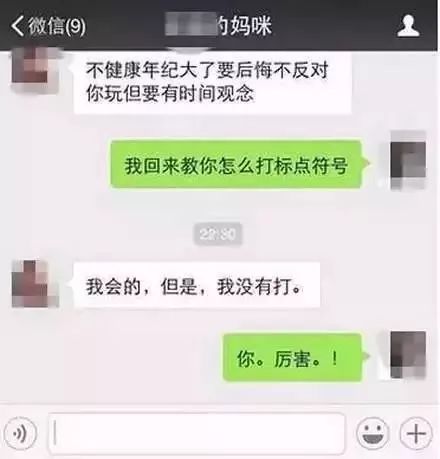 微信(9)
的妈咪
不健康年纪大了要后悔不反对
你玩但要有时间观念
我回来教你怎么打标点符号
22:30
我会的，但是，我没有打。
你。厉害。！